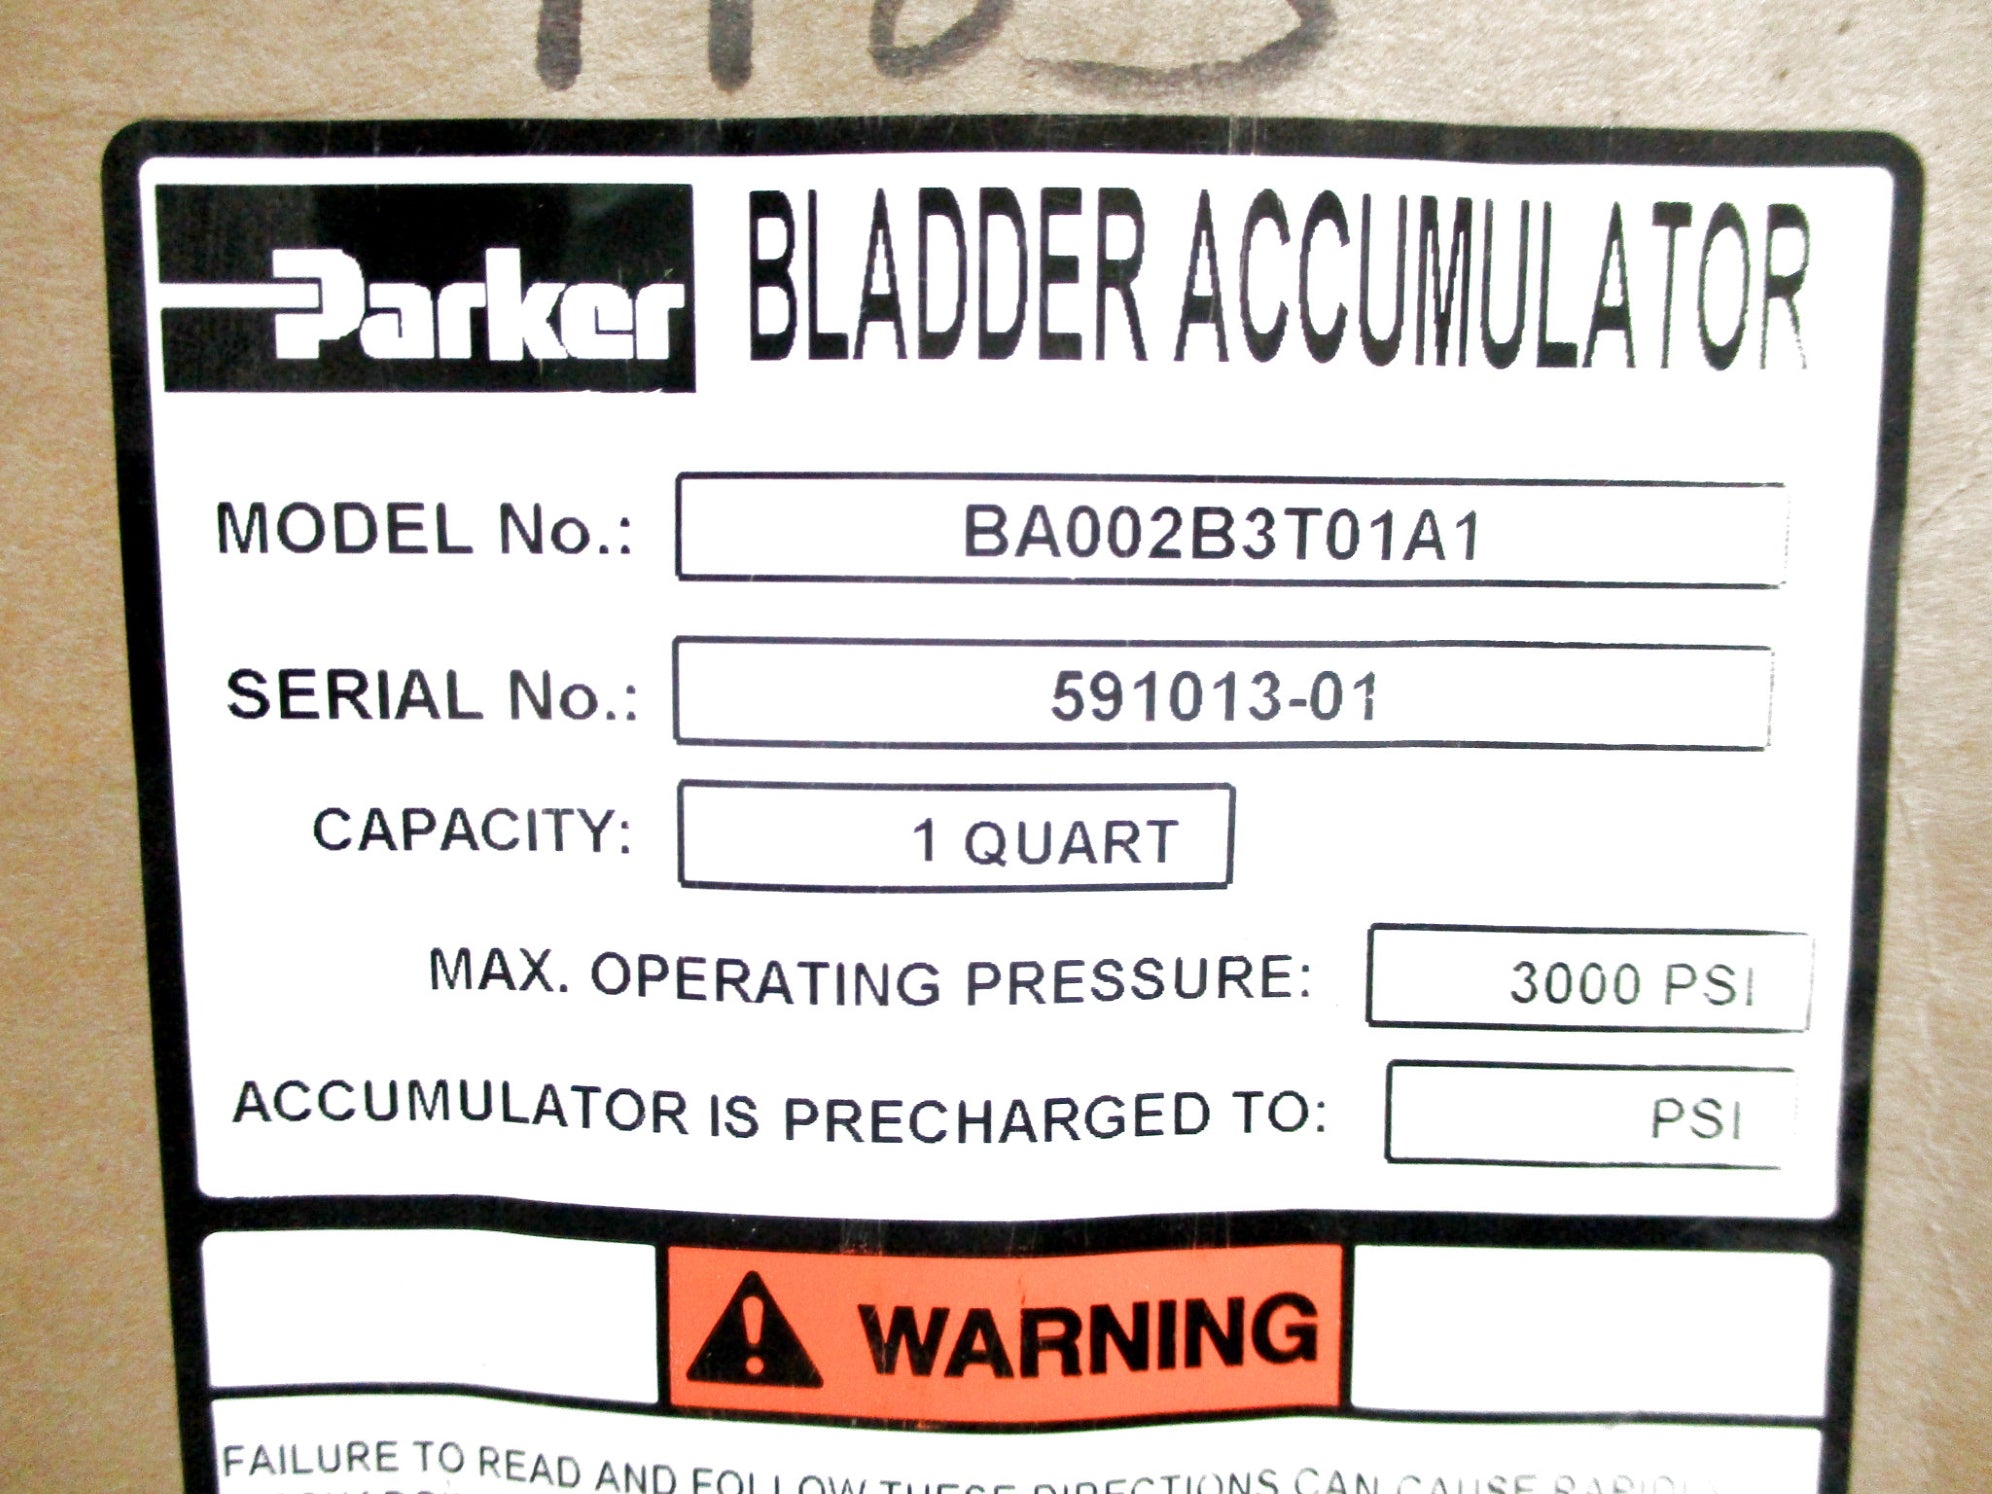 Parker BLADDER ACCUMULATOR
MODEL No.: BA002B3T01A1
SERIAL No.: 591013-01
CAPACITY: 1 QUART
MAX. OPERATING PRESSURE: 3000 PSI
ACCUMULATOR IS PRECHARGED TO: PSI
WARNING
FAILURE TO READ AND FOLLOW THESE DIRECTIONS CAN CAUSE